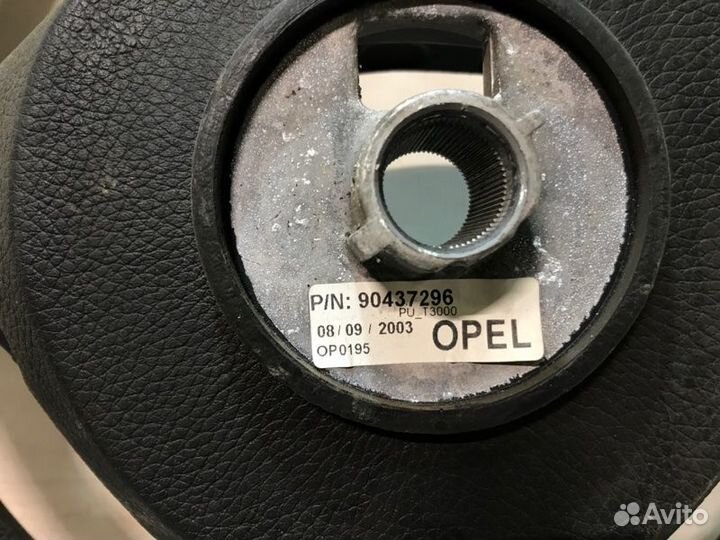 P/N: 90437296
PU_T3000
08/09/2003
OP0195
OPEL
Avito